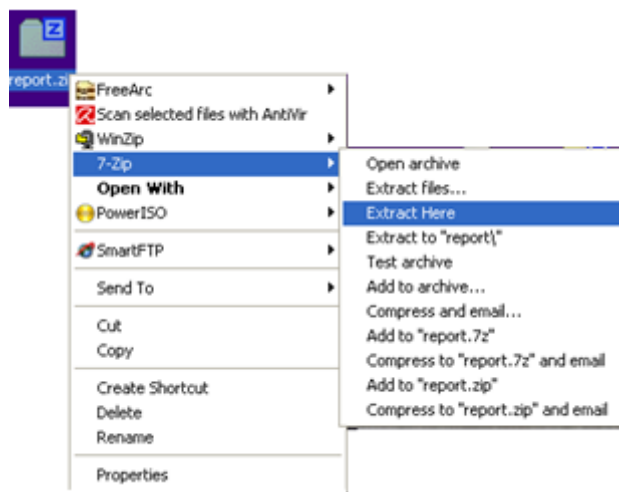 report.zi
FreeArc
Scan selected files with AntiVir
WinZip
7-Zip
Open With
PowerISO
SmartFTP
Send To
Cut
Copy
Create Shortcut
Delete
Rename
Properties
Open archive
Extract files...
Extract Here
Extract to "report\"
Test archive
Add to archive...
Compress and email...
Add to "report.7z"
Compress to "report.7z" and email
Add to "report.zip"
Compress to "report.zip" and email